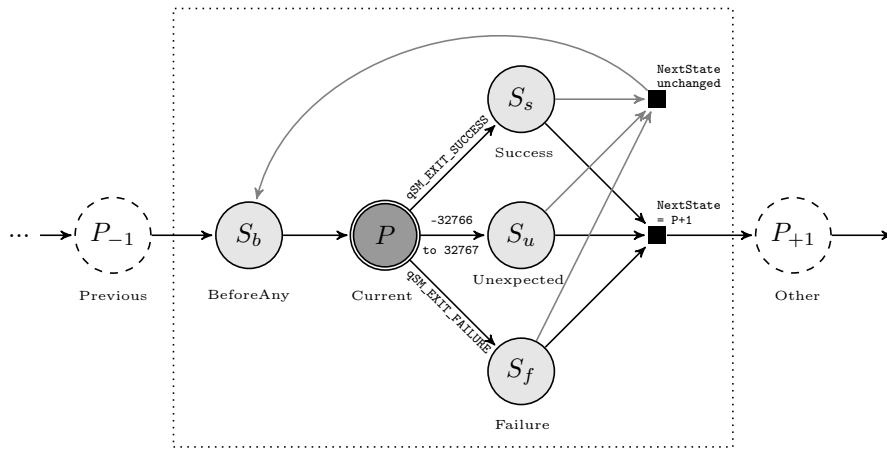 NextState
unchanged
S_s
Success
qSM_EXIT_SUCCESS
...
P_{-1}
Previous
S_b
BeforeAny
P
Current
-32766
to 32767
S_u
Unexpected
NextState
= P+1
P_{+1}
Other
qSM_EXIT_FAILURE
S_f
Failure